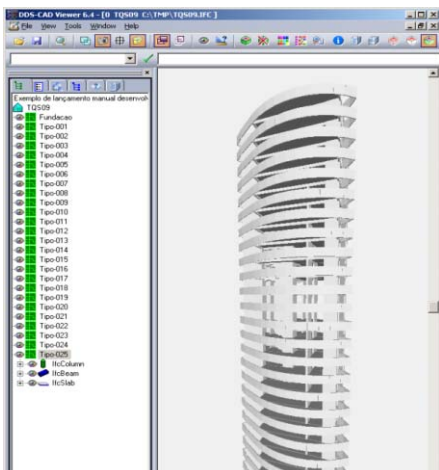 DDS-CAD Viewer 6.4 - [0 TQS09 C:\TMP\TQS09.IFC ]
File View Tools Window Help
Exemplo de lançamento manual desenvol
TQS09
Fundacao
Tipo-001
Tipo-002
Tipo-003
Tipo-004
Tipo-005
Tipo-006
Tipo-007
Tipo-008
Tipo-009
Tipo-010
Tipo-011
Tipo-012
Tipo-013
Tipo-014
Tipo-015
Tipo-016
Tipo-017
Tipo-018
Tipo-019
Tipo-020
Tipo-021
Tipo-022
Tipo-023
Tipo-024
Tipo-025
IfcColumn
IfcBeam
IfcSlab